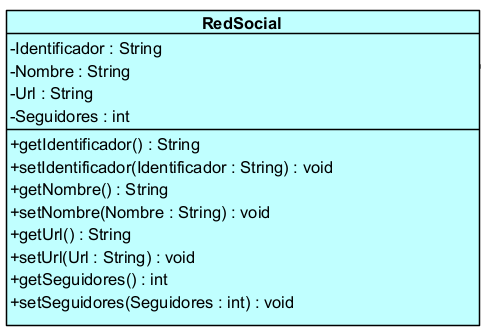 RedSocial
-Identificador : String
-Nombre : String
-Url : String
-Seguidores : int
+getIdentificador() : String
+setIdentificador(Identificador : String) : void
+getNombre() : String
+setNombre(Nombre : String) : void
+getUrl() : String
+setUrl(Url : String) : void
+getSeguidores() : int
+setSeguidores(Seguidores : int) : void